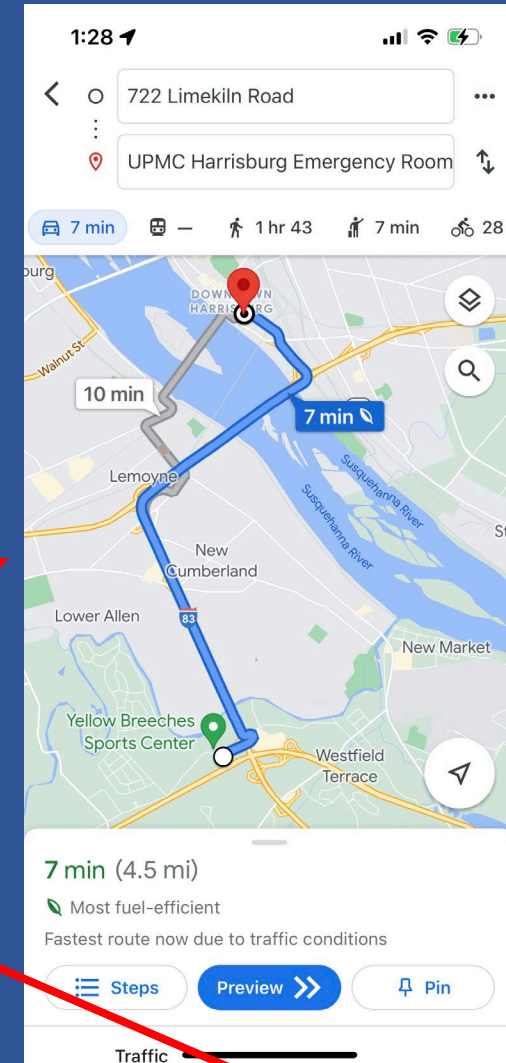 1:28
722 Limekiln Road
UPMC Harrisburg Emergency Room
7 min
—
1 hr 43
7 min
28
burg
DOWNTOWN
HARRISBURG
Walnut St
10 min
7 min
Lemoyne
Susquehanna River
Susquehanna River
St
New
Cumberland
Lower Allen
83
New Market
Yellow Breeches
Sports Center
Westfield
Terrace
7 min (4.5 mi)
Most fuel-efficient
Fastest route now due to traffic conditions
Steps
Preview
Pin
Traffic